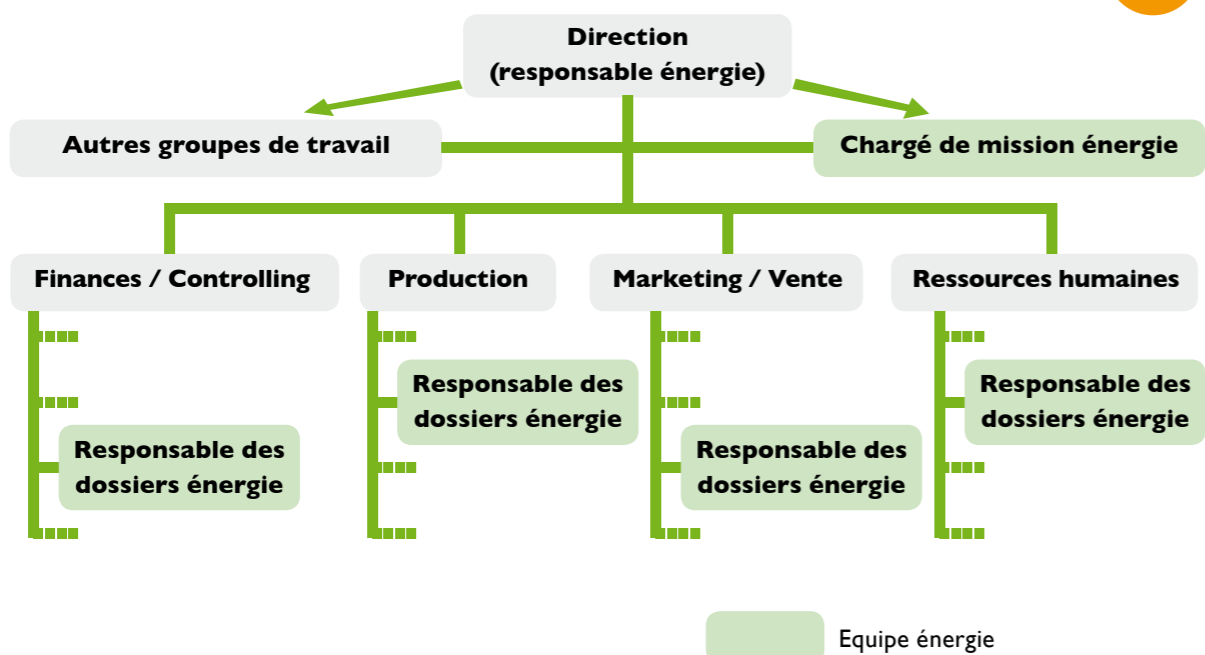 Direction
(responsable énergie)
Autres groupes de travail
Chargé de mission énergie
Finances / Controlling
Production
Marketing / Vente
Ressources humaines
Responsable des
dossiers énergie
Responsable des
dossiers énergie
Responsable des
dossiers énergie
Responsable des
dossiers énergie
Equipe énergie